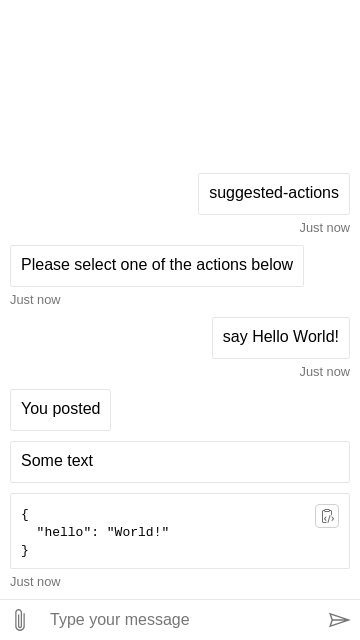 suggested-actions
Just now
Please select one of the actions below
Just now
say Hello World!
Just now
You posted
Some text
{
  "hello": "World!"
}
Just now
Type your message